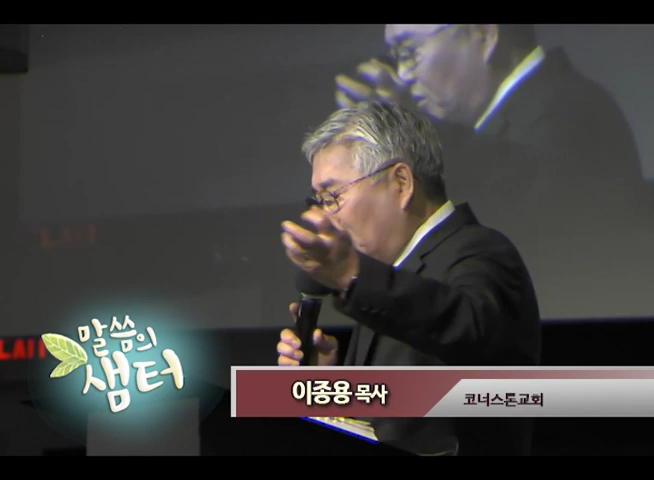 말씀의
샘터
이종용 목사
코너스톤교회